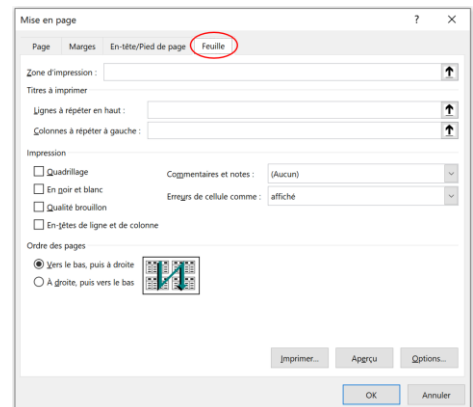 Mise en page ? ×
Page Marges En-tête/Pied de page Feuille
Zone d'impression :
Titres à imprimer
Lignes à répéter en haut :
Colonnes à répéter à gauche :
Impression
Quadrillage Commentaires et notes : (Aucun)
En noir et blanc Erreurs de cellule comme : affiché
Qualité brouillon
En-têtes de ligne et de colonne
Ordre des pages
Vers le bas, puis à droite
À droite, puis vers le bas
Imprimer... Aperçu Options...
OK Annuler